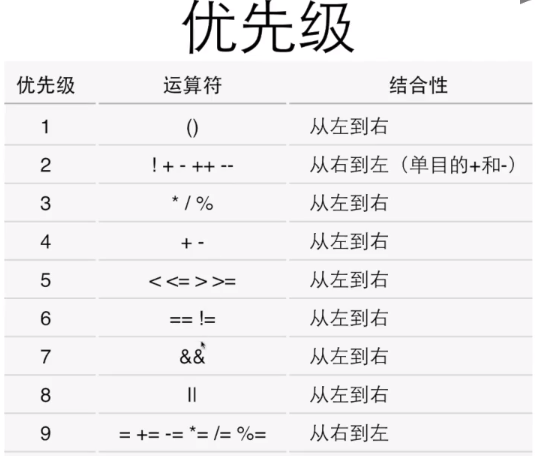 优先级
优先级 运算符 结合性
1 () 从左到右
2 ! + - ++ -- 从右到左（单目的+和-）
3 * / % 从左到右
4 + - 从左到右
5 < <= > >= 从左到右
6 == != 从左到右
7 && 从左到右
8 || 从左到右
9 = += -= *= /= %= 从右到左